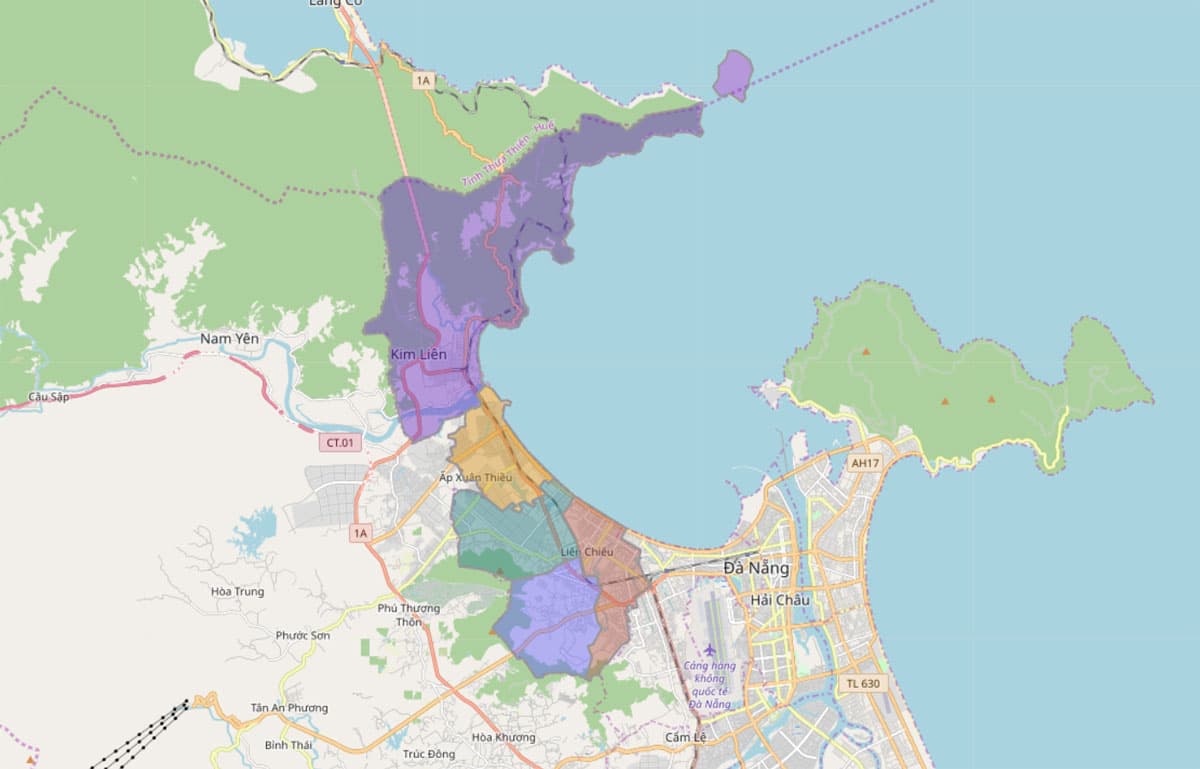 Lăng Cô
1A
Tỉnh Thừa Thiên - Huế
Nam Yên
Kim Liên
Cầu Sập
CT.01
AH17
Ấp Xuân Thiều
1A
Liên Chiểu
Đà Nẵng
Hòa Trung
Hải Châu
Phú Thượng
Thôn
Phước Sơn
Cảng hàng
không
quốc tế
Đà Nẵng
TL 630
Tân An Phương
Hòa Khương
Cẩm Lệ
Bình Thái
Trúc Đông